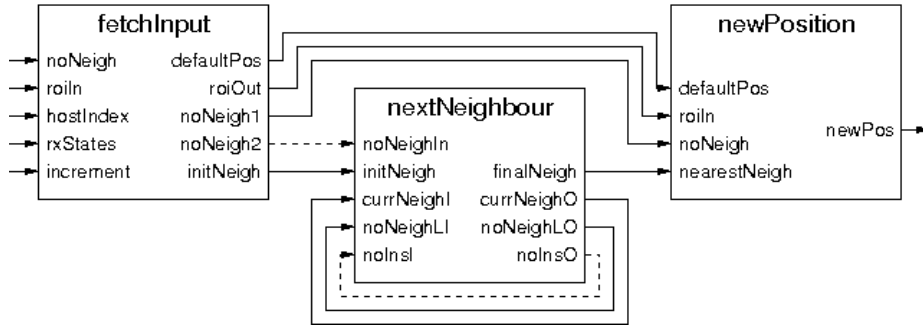 fetchInput
noNeigh defaultPos
roiIn roiOut
hostIndex noNeigh1
rxStates noNeigh2
increment initNeigh
nextNeighbour
noNeighIn
initNeigh finalNeigh
currNeighI currNeighO
noNeighLI noNeighLO
noInsI noInsO
newPosition
defaultPos
roiIn
newPos
noNeigh
nearestNeigh